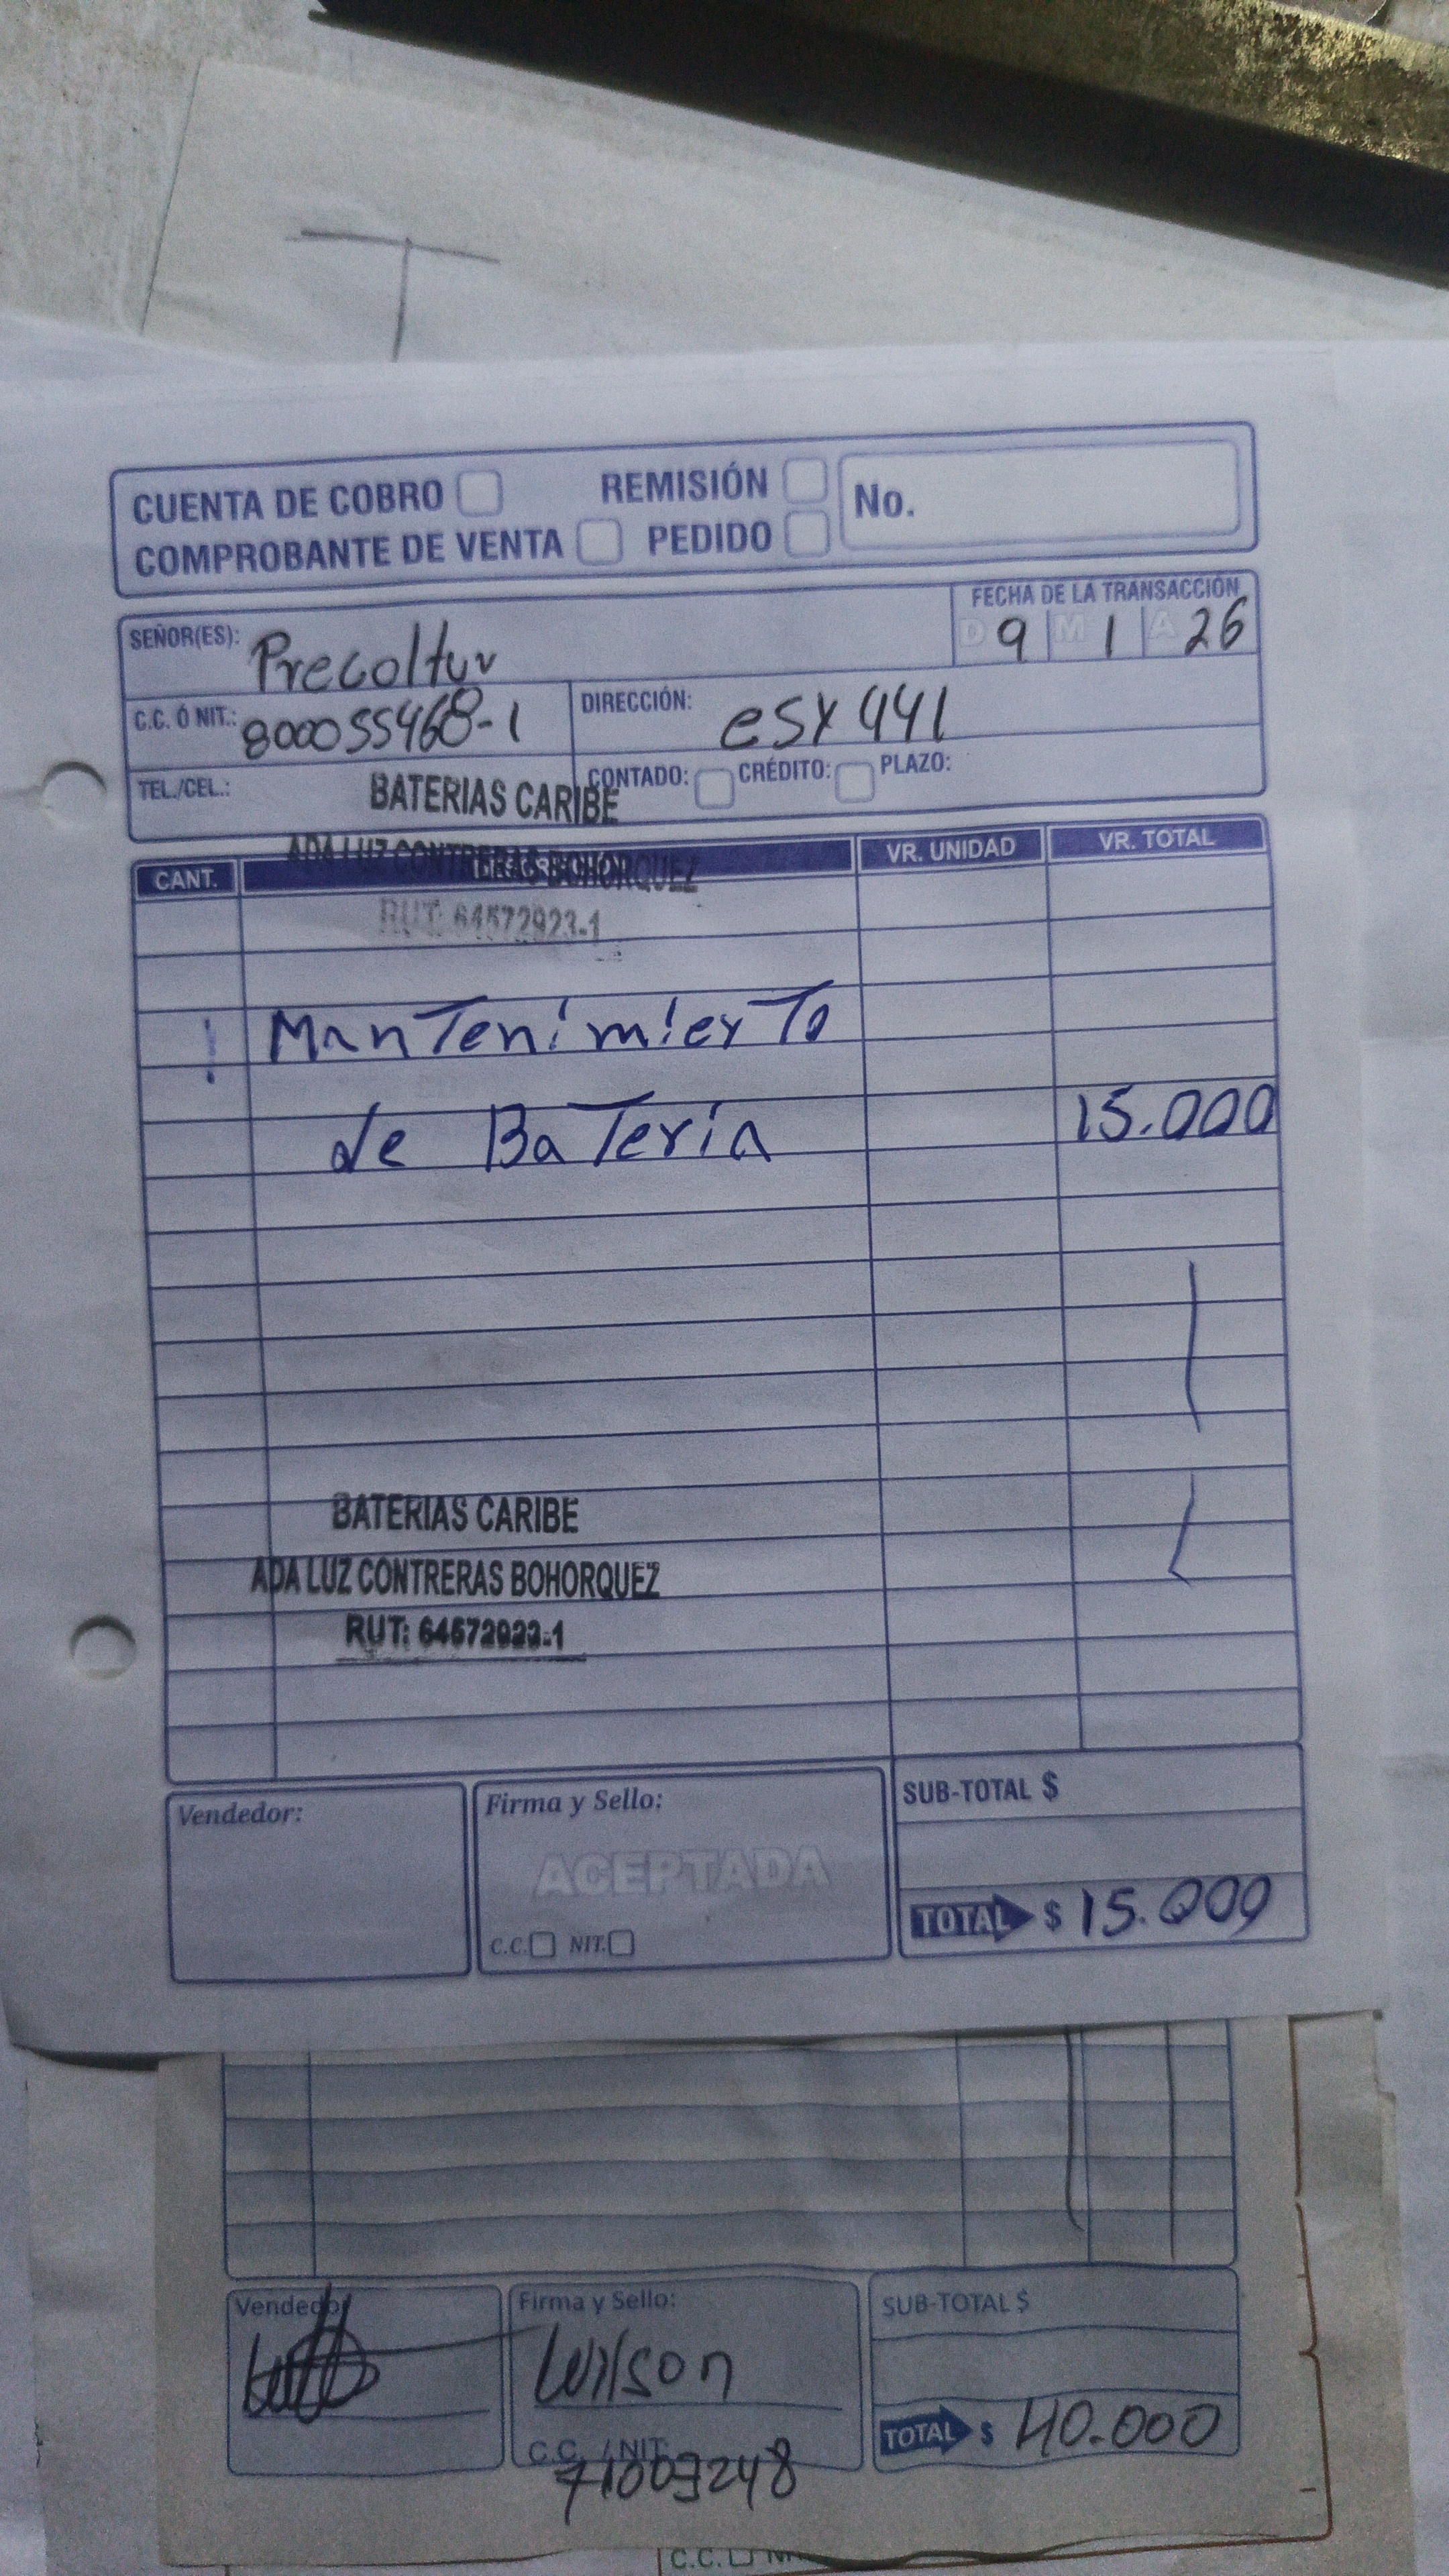 T
CUENTA DE COBRO REMISIÓN No.
COMPROBANTE DE VENTA PEDIDO
FECHA DE LA TRANSACCIÓN
SEÑOR(ES): Precoltur D 9 M 1 A 26
C.C. Ó NIT.: 800055468-1 DIRECCIÓN: esx 441
TEL./CEL.: CONTADO: CRÉDITO: PLAZO:
BATERIAS CARIBE
ADA LUZ CONTRERAS BOHORQUEZ
CANT. VR. UNIDAD VR. TOTAL
RUT: 64572923-1
1 Mantenimiento
de Bateria 15.000
BATERIAS CARIBE
ADA LUZ CONTRERAS BOHORQUEZ
RUT: 64572923-1
Vendedor: Firma y Sello: SUB-TOTAL $
ACEPTADA
C.C. NIT. TOTAL $ 15.000
Vendedor Firma y Sello: SUB-TOTAL $
Wilson
C.C. / NIT. TOTAL $ 40.000
71003248
C.C.